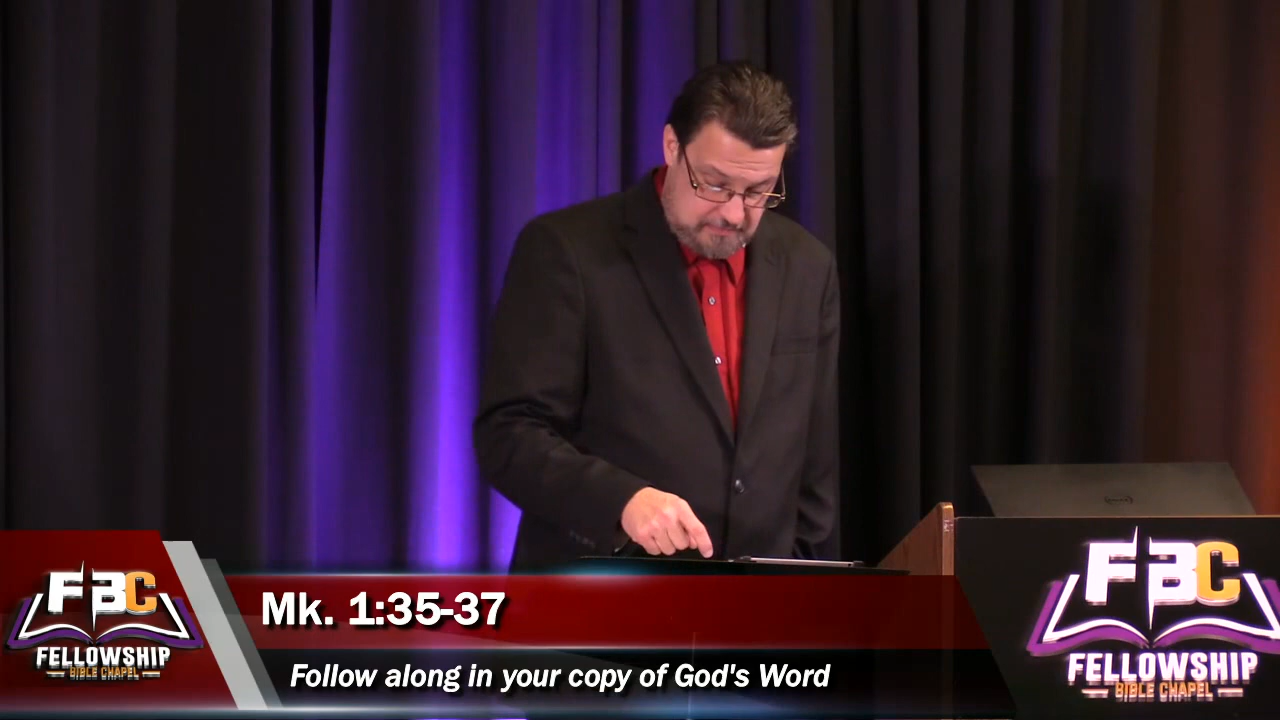 Mk. 1:35-37
Follow along in your copy of God's Word
FBC
FELLOWSHIP
BIBLE CHAPEL
DELL
FBC
FELLOWSHIP
BIBLE CHAPEL